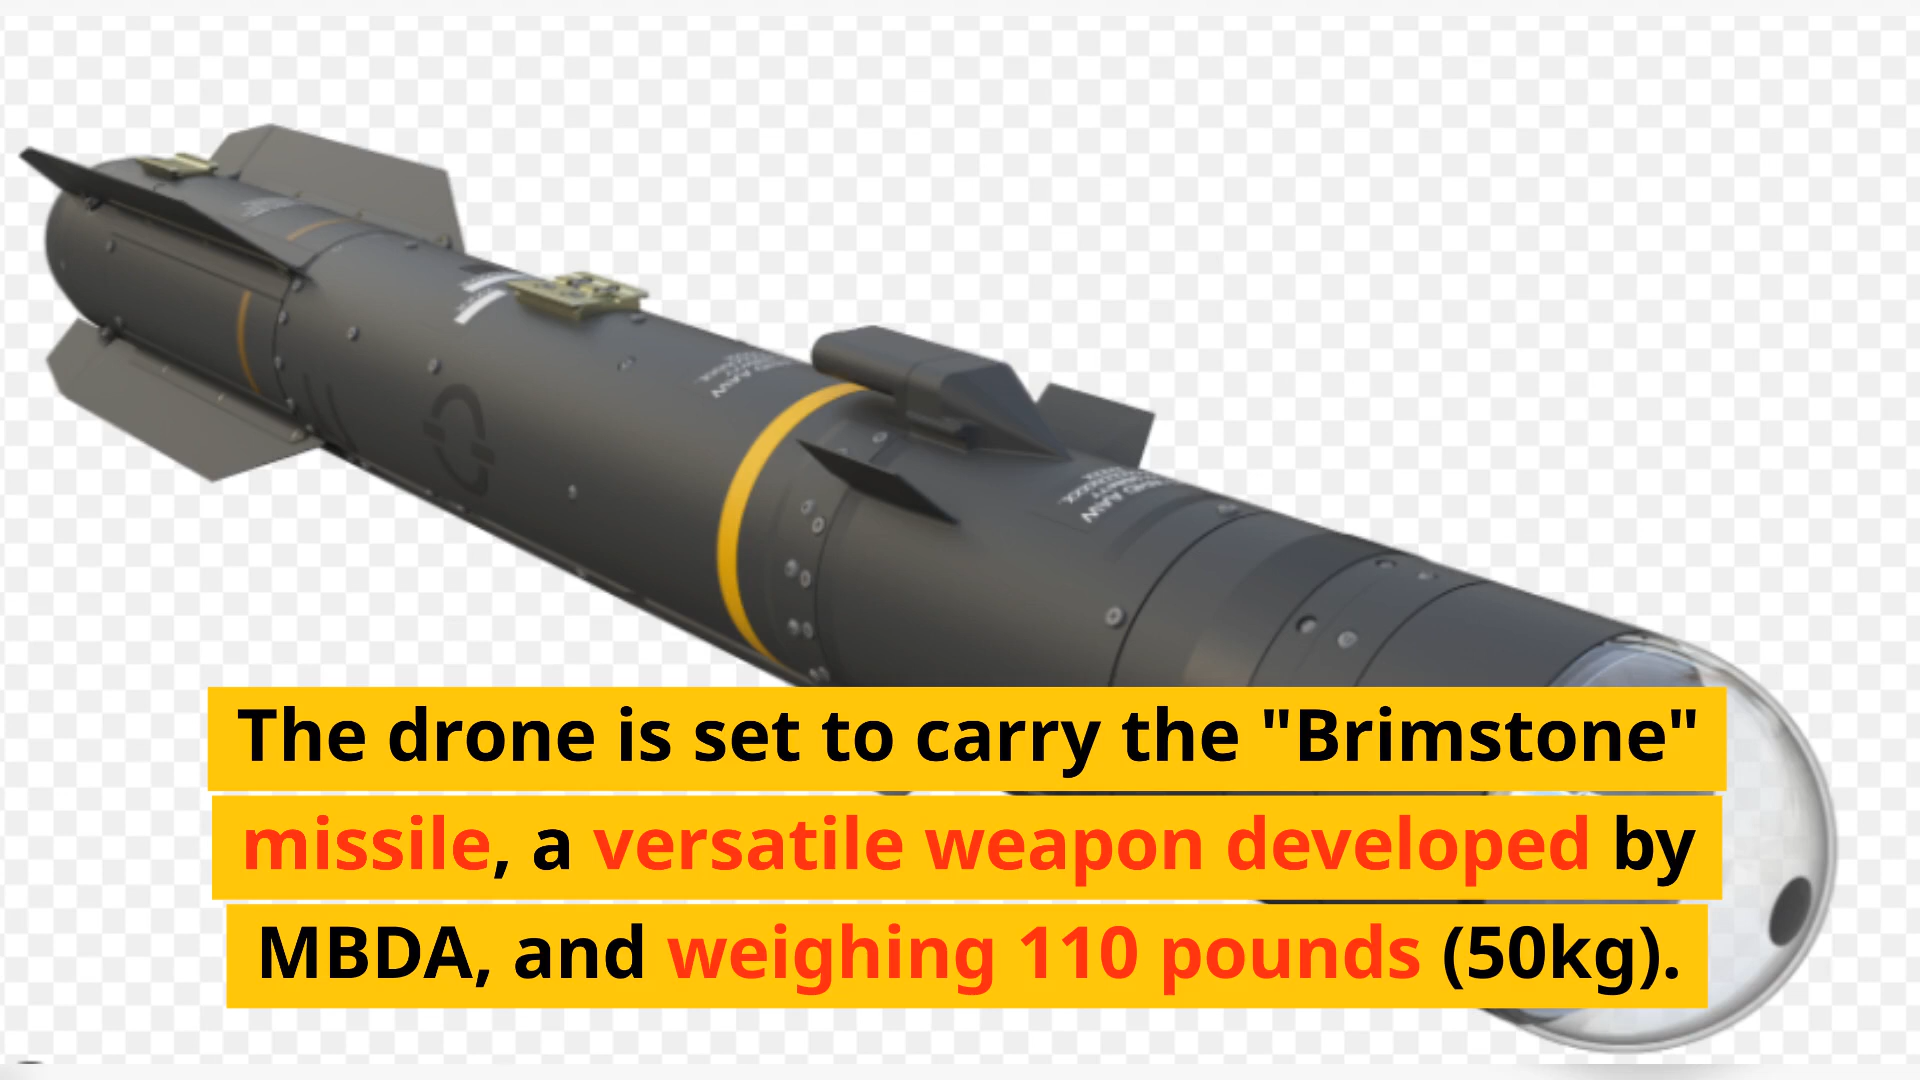 The drone is set to carry the "Brimstone"
missile, a versatile weapon developed by
MBDA, and weighing 110 pounds (50kg).